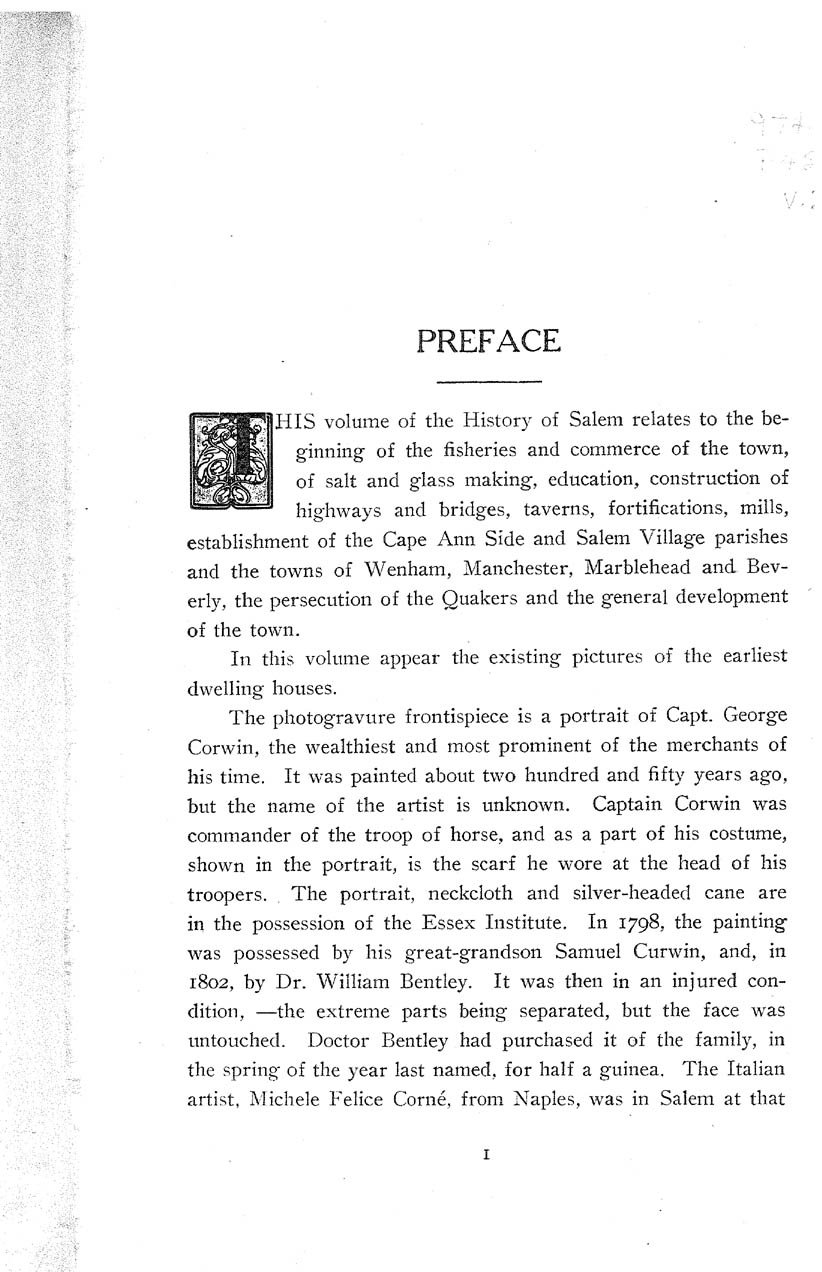 PREFACE
THIS volume of the History of Salem relates to the be-
ginning of the fisheries and commerce of the town,
of salt and glass making, education, construction of
highways and bridges, taverns, fortifications, mills,
establishment of the Cape Ann Side and Salem Village parishes
and the towns of Wenham, Manchester, Marblehead and Bev-
erly, the persecution of the Quakers and the general development
of the town.
In this volume appear the existing pictures of the earliest
dwelling houses.
The photogravure frontispiece is a portrait of Capt. George
Corwin, the wealthiest and most prominent of the merchants of
his time. It was painted about two hundred and fifty years ago,
but the name of the artist is unknown. Captain Corwin was
commander of the troop of horse, and as a part of his costume,
shown in the portrait, is the scarf he wore at the head of his
troopers. The portrait, neckcloth and silver-headed cane are
in the possession of the Essex Institute. In 1798, the painting
was possessed by his great-grandson Samuel Curwin, and, in
1802, by Dr. William Bentley. It was then in an injured con-
dition, —the extreme parts being separated, but the face was
untouched. Doctor Bentley had purchased it of the family, in
the spring of the year last named, for half a guinea. The Italian
artist, Michele Felice Corné, from Naples, was in Salem at that
I